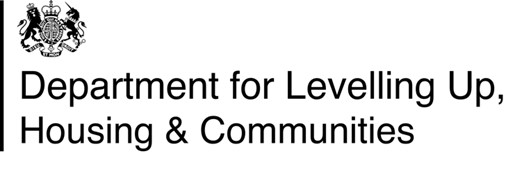 Department for Levelling Up,
Housing & Communities